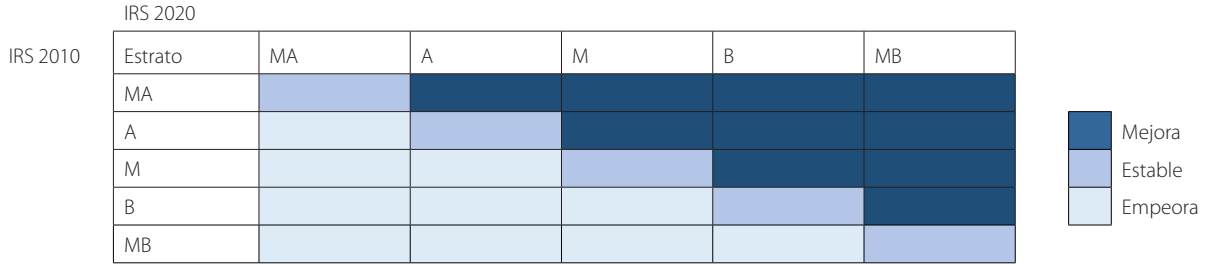 IRS 2020
IRS 2010 Estrato MA A M B MB
MA
A
M
B
MB
Mejora
Estable
Empeora